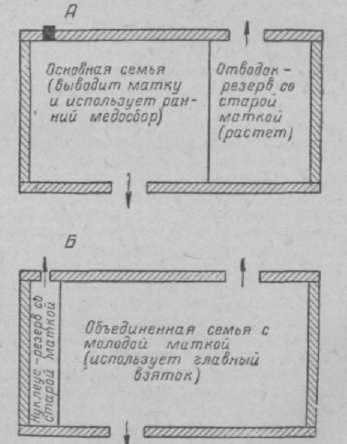 А
Основная семья
(выводит матку
и использует ран-
ний медосбор)
Отводок-
резерв со
старой
маткой
(растет)
Б
Нуклеус-резерв со
старой маткой
Объединенная семья с
молодой маткой
(использует главный
взяток)